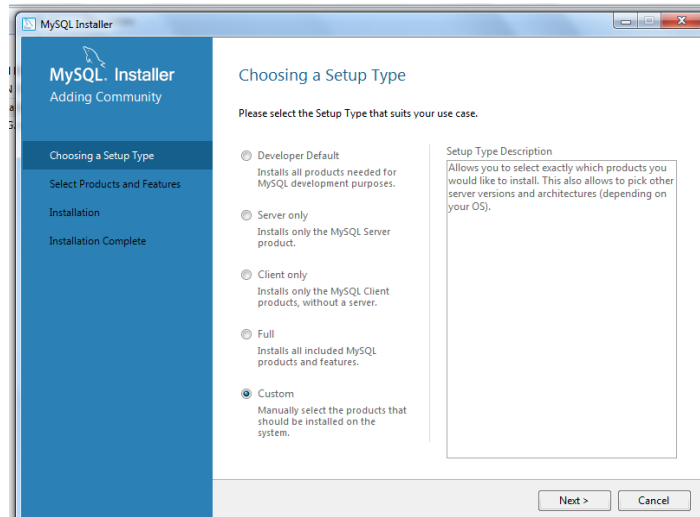 MySQL Installer
MySQL. Installer
Adding Community
Choosing a Setup Type
Select Products and Features
Installation
Installation Complete
Choosing a Setup Type
Please select the Setup Type that suits your use case.
Developer Default
Installs all products needed for
MySQL development purposes.
Server only
Installs only the MySQL Server
product.
Client only
Installs only the MySQL Client
products, without a server.
Full
Installs all included MySQL
products and features.
Custom
Manually select the products that
should be installed on the
system.
Setup Type Description
Allows you to select exactly which products you
would like to install. This also allows to pick other
server versions and architectures (depending on
your OS).
Next >
Cancel